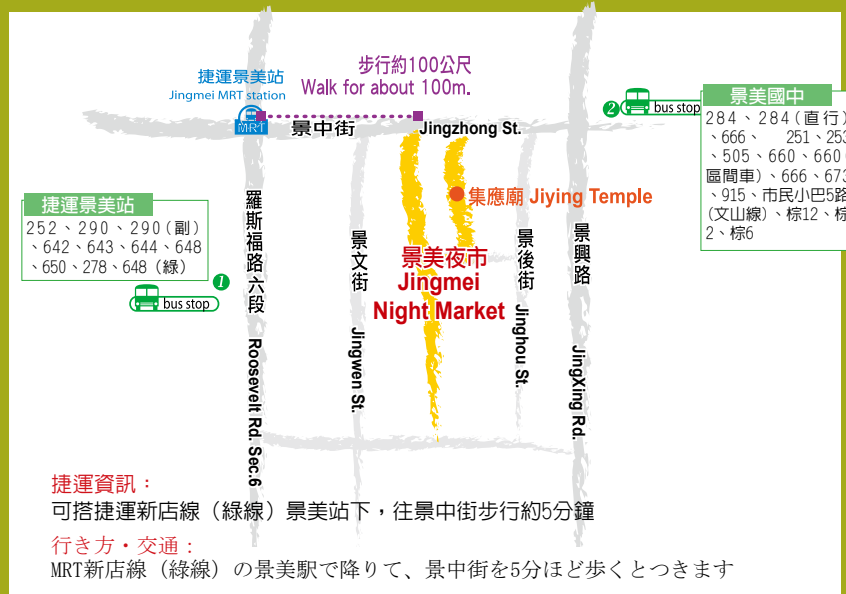 捷運景美站
Jingmei MRT station
MRT
步行約100公尺
Walk for about 100m.
景中街
Jingzhong St.
2
bus stop
景美國中
284、284(直行)
、666、 251、253
、505、660、660(
區間車)、666、673
、915、市民小巴5路
(文山線)、棕12、棕
2、棕6
集應廟 Jiying Temple
捷運景美站
252、290、290(副)
、642、643、644、648
、650、278、648（綠）
1
bus stop
羅斯福路六段 Roosevelt Rd. Sec.6
景文街 Jingwen St.
景美夜市
Jingmei
Night Market
景後街 Jinghou St.
景興路 JingXing Rd.
捷運資訊：
可搭捷運新店線（綠線）景美站下，往景中街步行約5分鐘
行き方・交通：
MRT新店線（綠線）の景美駅で降りて、景中街を5分ほど歩くとつきます